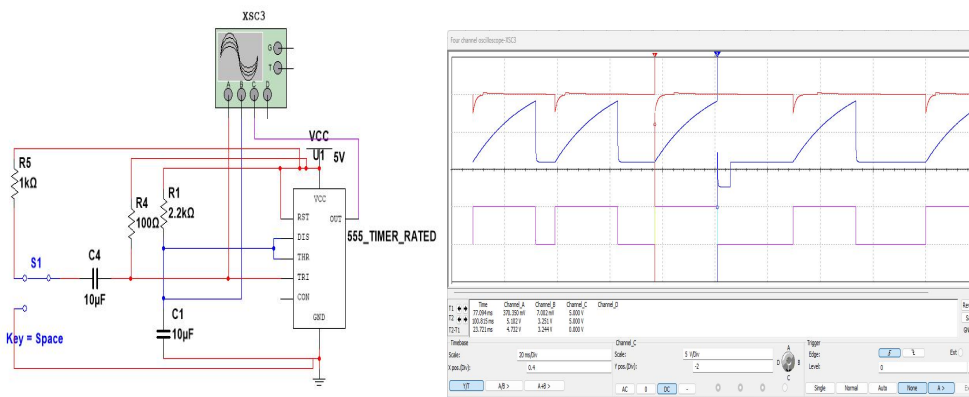 XSC3
G
T
A B C D
VCC
U1 5V
R5
1kΩ
R4
100Ω
R1
2.2kΩ
VCC
RST
OUT
DIS
THR
TRI
CON
GND
555_TIMER_RATED
S1
C4
10µF
C1
10µF
Key = Space
Four channel oscilloscope-XSC3
Time Channel_A Channel_B Channel_C Channel_D
T1 77.094 ms 370.350 mV 7.002 mV 5.000 V
T2 100.815 ms 5.102 V 3.251 V 5.000 V
T2-T1 23.721 ms 4.732 V 3.244 V 0.000 V
Timebase
Scale: 20 ms/Div
X pos.(Div): 0.4
Y/T B/A > A+B >
Channel_C
Scale: 5 V/Div
Y pos.(Div): -2
AC 0 DC -
A
B
C
D
Trigger
Edge: Ext
Level: 0
Single Normal Auto None A >